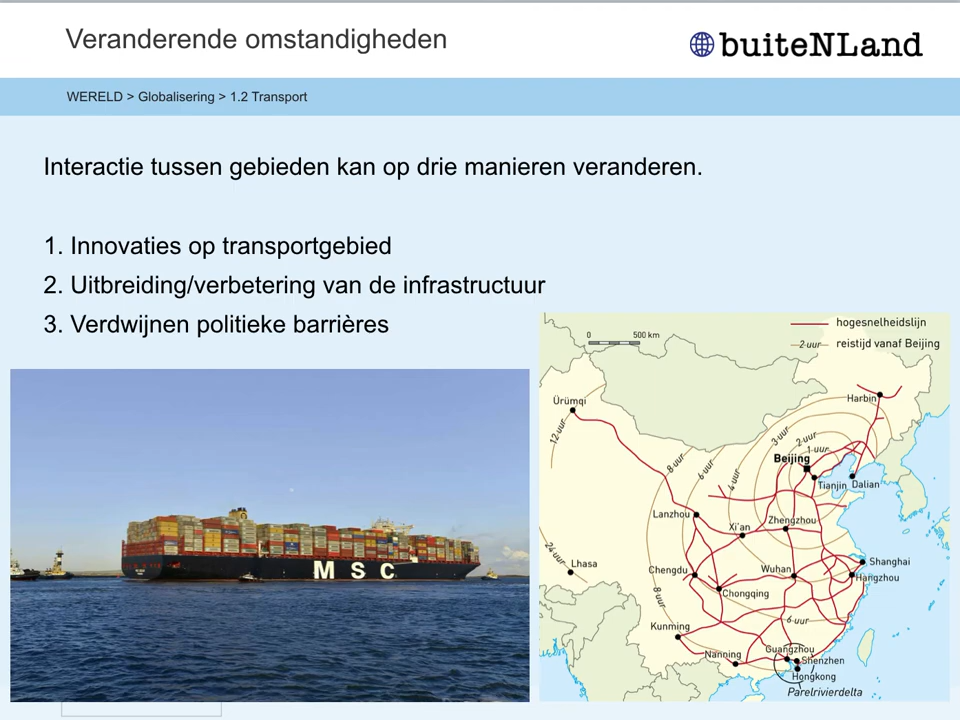 Veranderende omstandigheden
buiteNLand
WERELD > Globalisering > 1.2 Transport
Interactie tussen gebieden kan op drie manieren veranderen.
1. Innovaties op transportgebied
2. Uitbreiding/verbetering van de infrastructuur
3. Verdwijnen politieke barrières
MSC
hogesnelheidslijn
2 uur reistijd vanaf Beijing
0 500 km
Ürümqi
Harbin
12 uur
8 uur
6 uur
4 uur
3 uur
2 uur
1 uur
Beijing
Tianjin
Dalian
Lanzhou
Xi'an
Zhengzhou
24 uur
Lhasa
Chengdu
Wuhan
Shanghai
Hangzhou
Chongqing
8 uur
6 uur
Kunming
Nanning
Guangzhou
Shenzhen
Hongkong
Parelrivierdelta